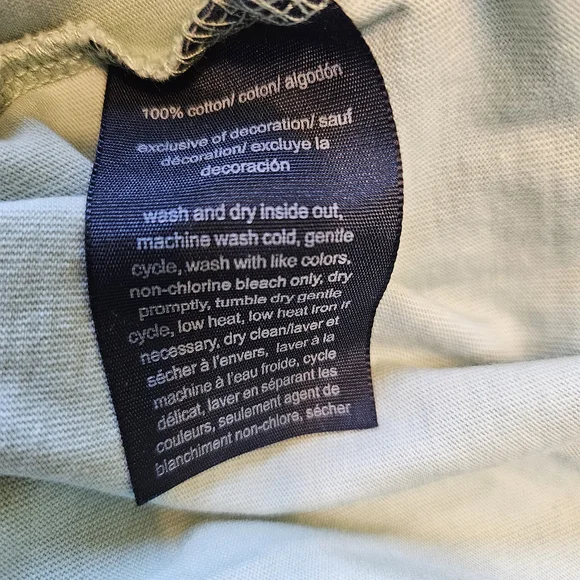 100% cotton/ coton/ algodón
exclusive of decoration/ sauf
décoration/ excluye la
decoración
wash and dry inside out,
machine wash cold, gentle
cycle, wash with like colors,
non-chlorine bleach only, dry
promptly, tumble dry gentle
cycle, low heat, low heat iron if
necessary, dry clean/laver et
sécher à l'envers, laver à la
machine à l'eau froide, cycle
délicat, laver en séparant les
couleurs, seulement agent de
blanchiment non-chlore, sécher